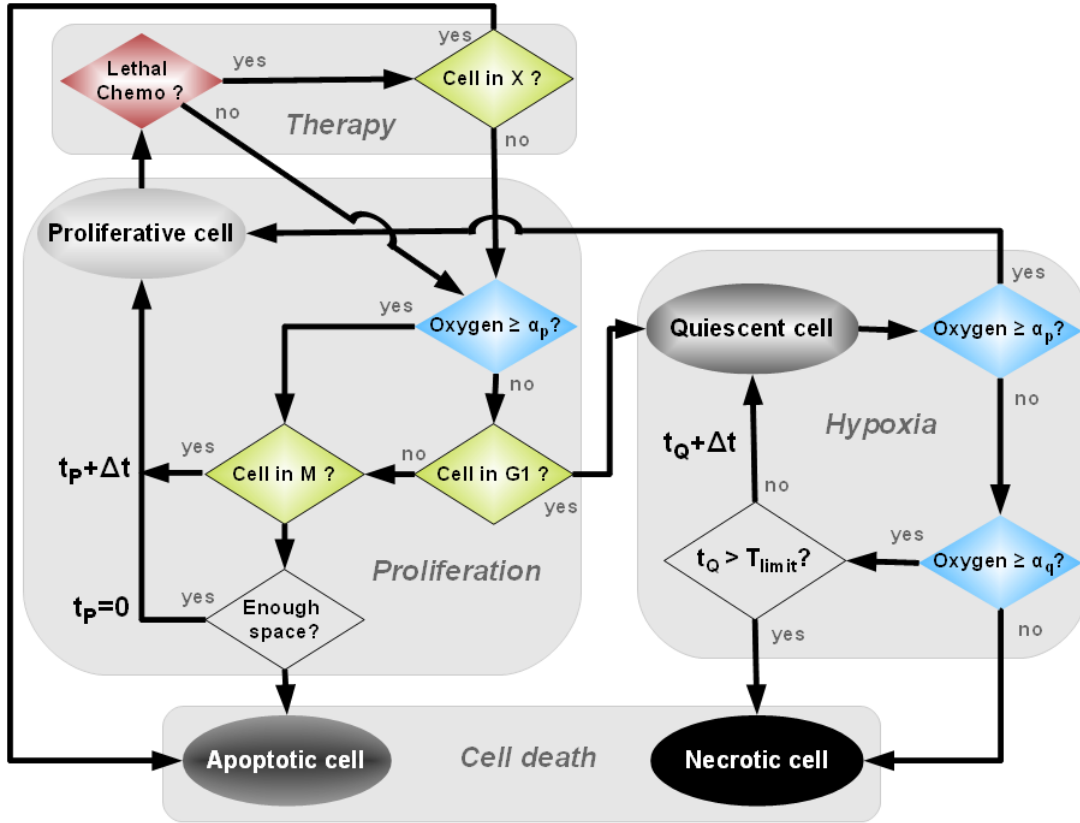 yes
Lethal
Chemo ?
yes
Cell in X ?
no
Therapy
no
Proliferative cell
yes
yes
Oxygen ≥ αp?
Quiescent cell
Oxygen ≥ αp?
no
no
Hypoxia
tP+Δt
yes
Cell in M ?
no
Cell in G1 ?
yes
tQ+Δt
no
yes
tQ > Tlimit?
Oxygen ≥ αq?
Proliferation
tP=0
yes
Enough
space?
yes
no
Apoptotic cell
Cell death
Necrotic cell